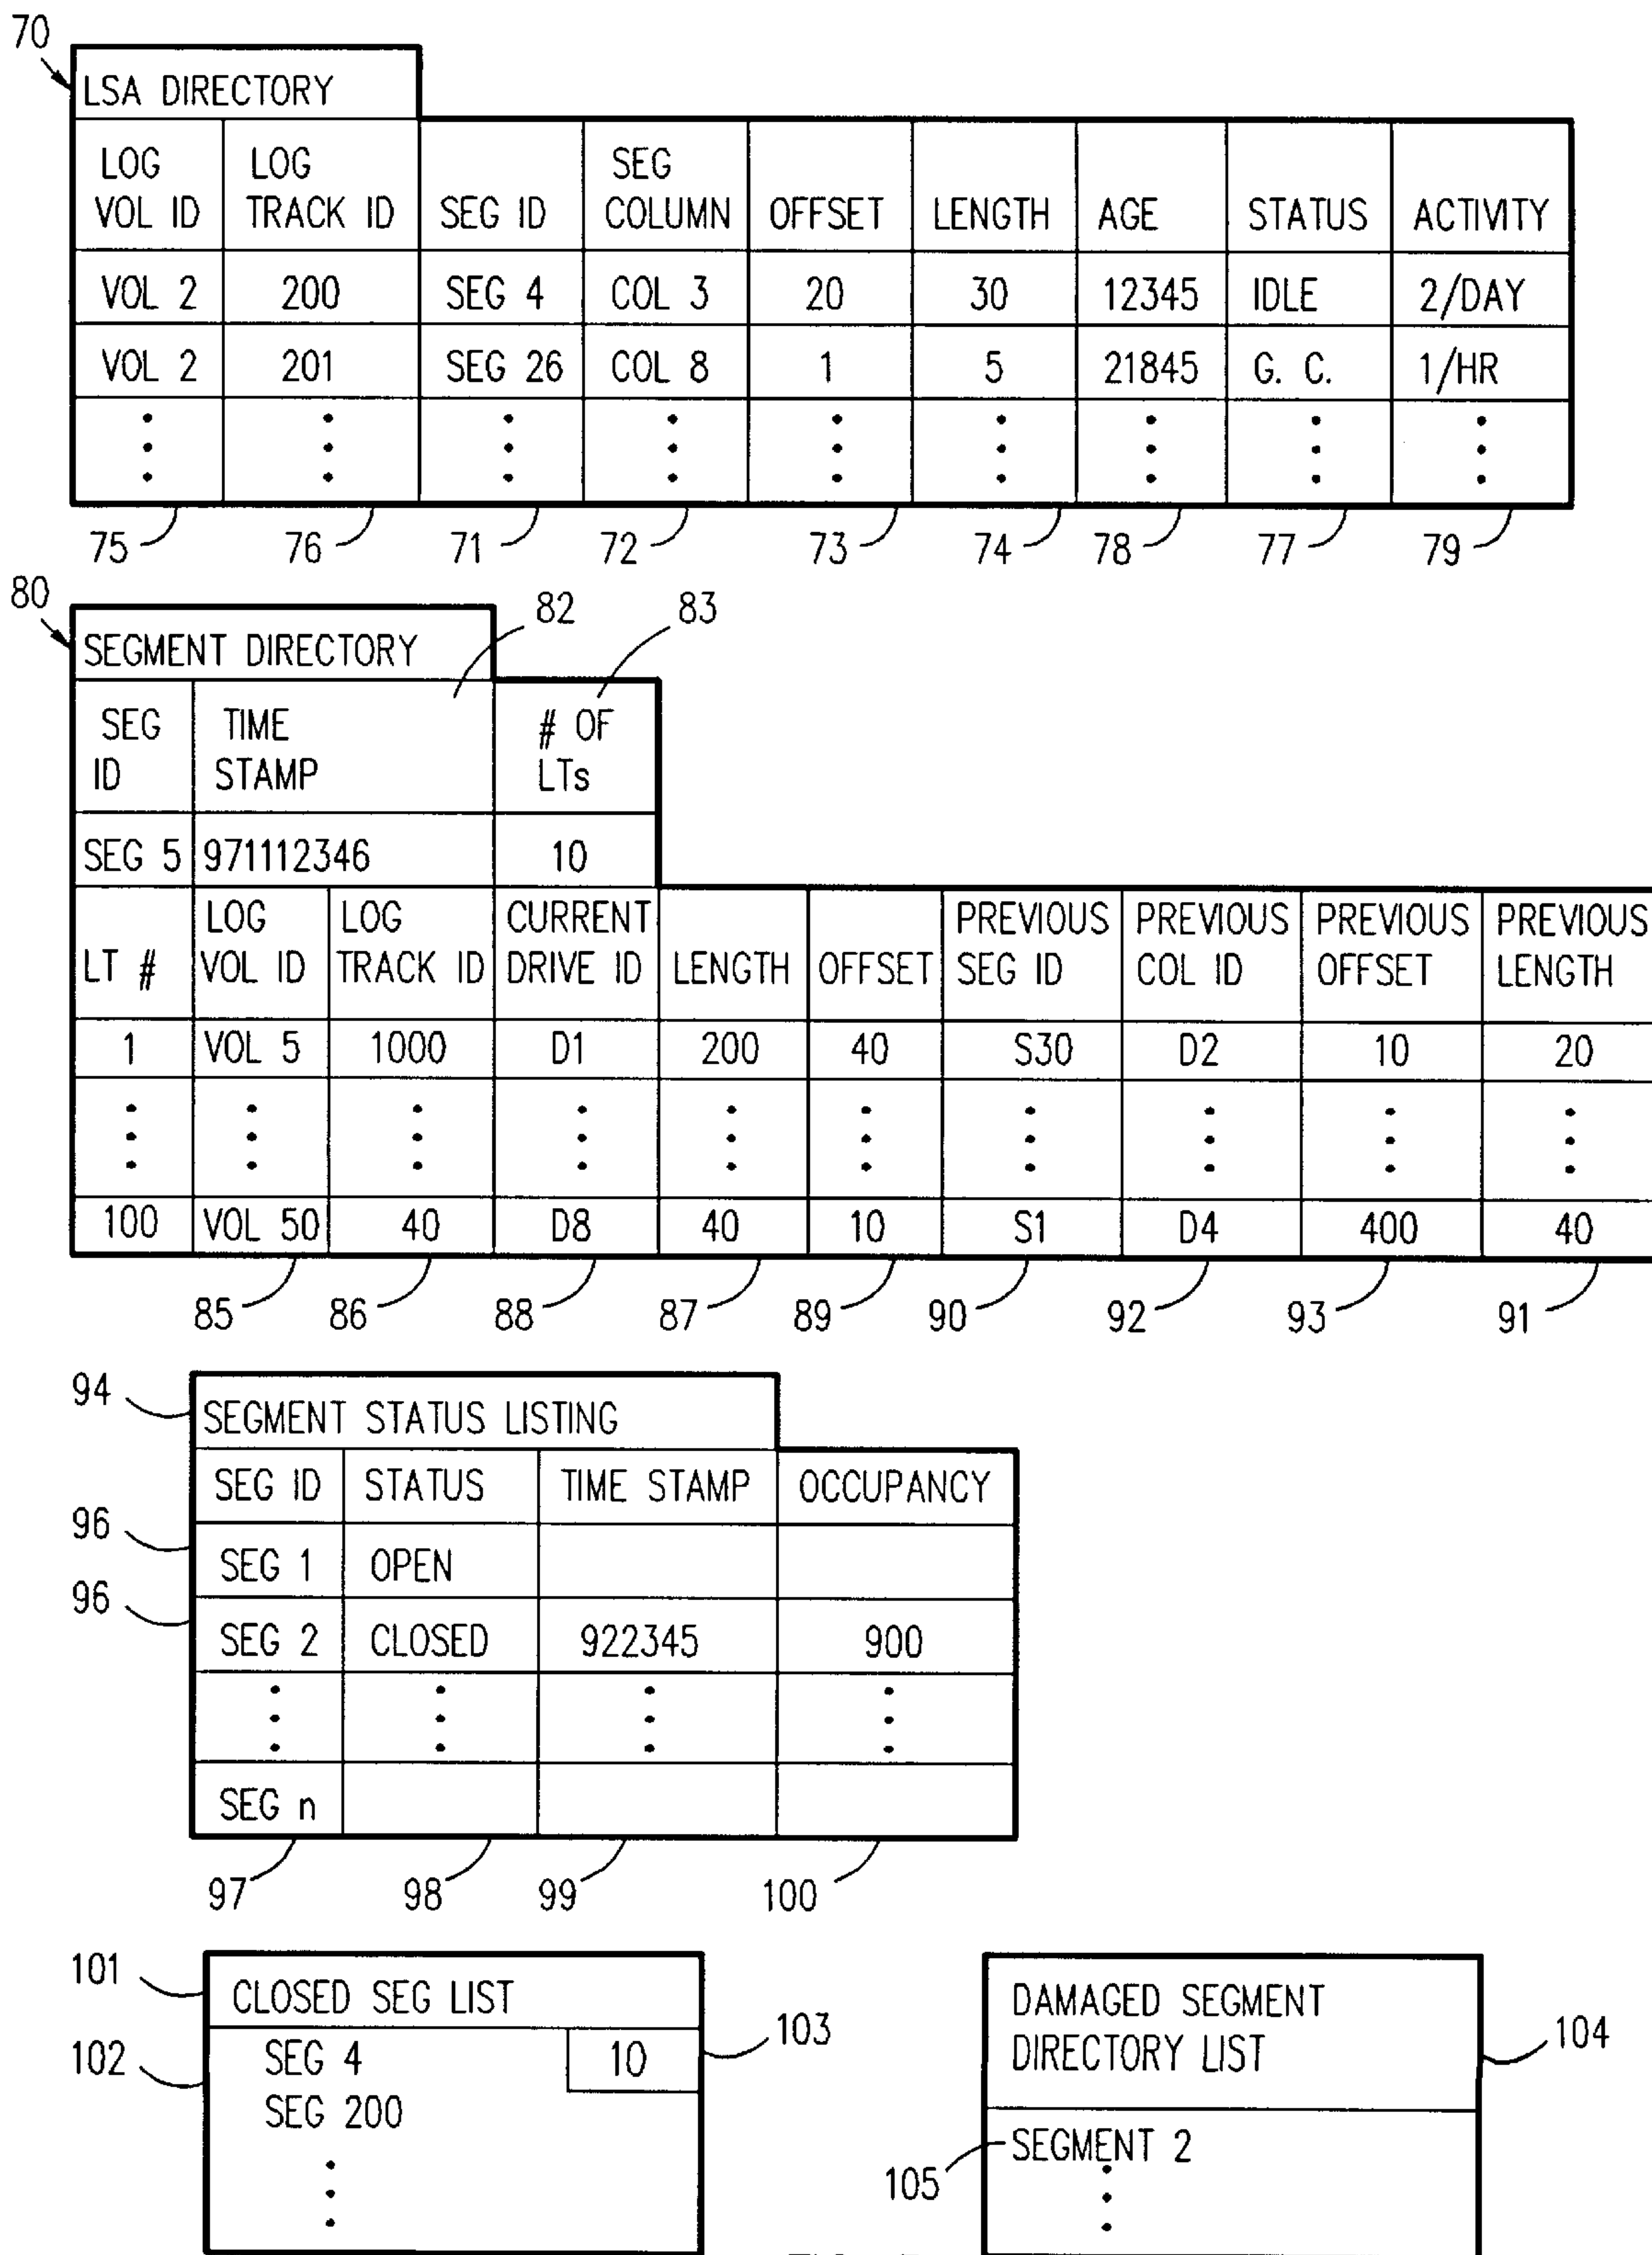 70
LSA DIRECTORY
LOG VOL ID LOG TRACK ID SEG ID SEG COLUMN OFFSET LENGTH AGE STATUS ACTIVITY
VOL 2 200 SEG 4 COL 3 20 30 12345 IDLE 2/DAY
VOL 2 201 SEG 26 COL 8 1 5 21845 G. C. 1/HR
75 76 71 72 73 74 78 77 79
80
82 83
SEGMENT DIRECTORY
SEG ID TIME STAMP # OF LTs
SEG 5 971112346 10
LT # LOG VOL ID LOG TRACK ID CURRENT DRIVE ID LENGTH OFFSET PREVIOUS SEG ID PREVIOUS COL ID PREVIOUS OFFSET PREVIOUS LENGTH
1 VOL 5 1000 D1 200 40 S30 D2 10 20
100 VOL 50 40 D8 40 10 S1 D4 400 40
85 86 88 87 89 90 92 93 91
94
SEGMENT STATUS LISTING
SEG ID STATUS TIME STAMP OCCUPANCY
96
SEG 1 OPEN
96
SEG 2 CLOSED 922345 900
SEG n
97 98 99 100
101
CLOSED SEG LIST
102
SEG 4 10 103
SEG 200
DAMAGED SEGMENT
DIRECTORY LIST
104
SEGMENT 2
105